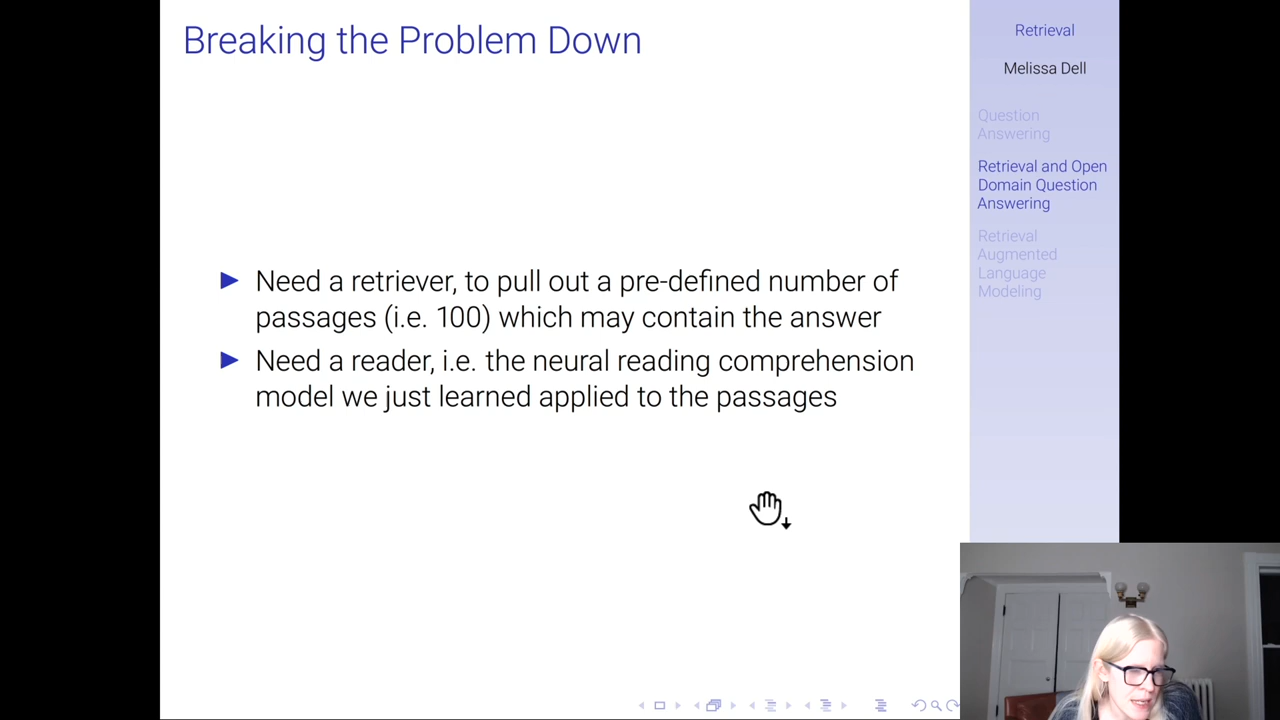 Breaking the Problem Down
Need a retriever, to pull out a pre-defined number of
passages (i.e. 100) which may contain the answer
Need a reader, i.e. the neural reading comprehension
model we just learned applied to the passages
Retrieval
Melissa Dell
Question
Answering
Retrieval and Open
Domain Question
Answering
Retrieval
Augmented
Language
Modeling